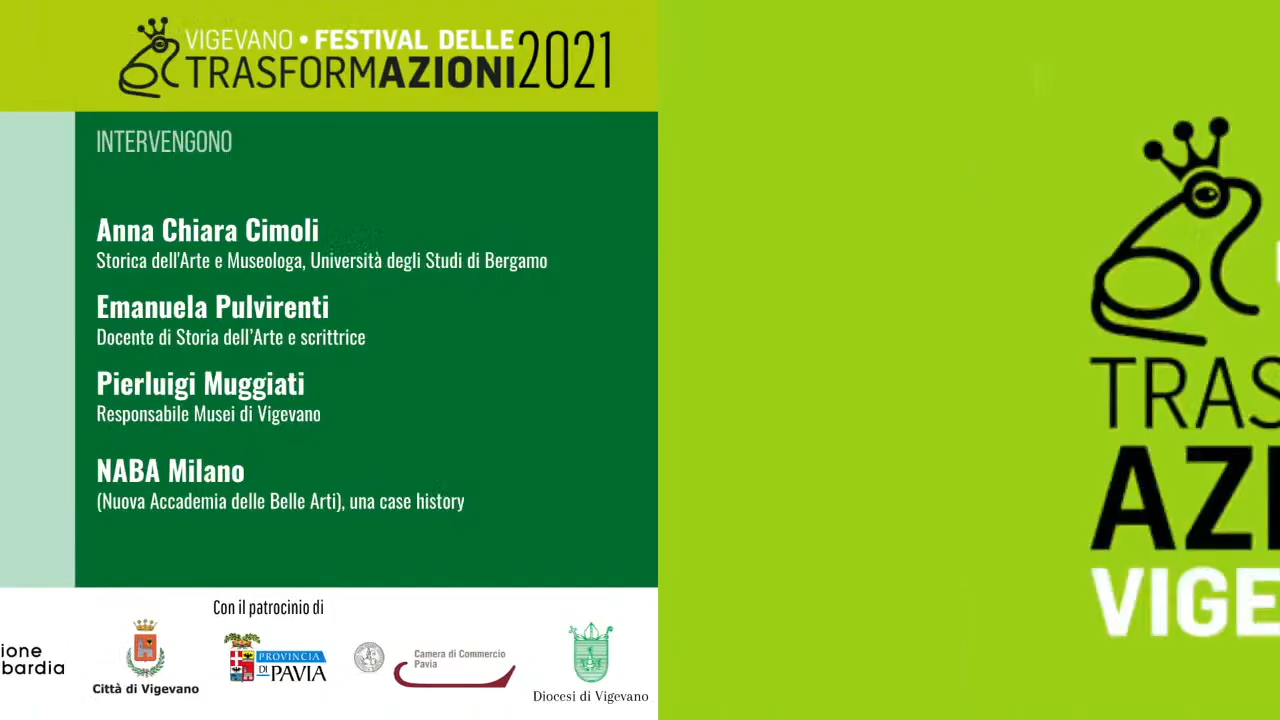 VIGEVANO • FESTIVAL DELLE
TRASFORMAZIONI 2021
INTERVENGONO
Anna Chiara Cimoli
Storica dell'Arte e Museologa, Università degli Studi di Bergamo
Emanuela Pulvirenti
Docente di Storia dell’Arte e scrittrice
Pierluigi Muggiati
Responsabile Musei di Vigevano
NABA Milano
(Nuova Accademia delle Belle Arti), una case history
Con il patrocinio di
ione
bardia
Città di Vigevano
PROVINCIA
DI PAVIA
Camera di Commercio
Pavia
Diocesi di Vigevano
TRAS
AZI
VIGE